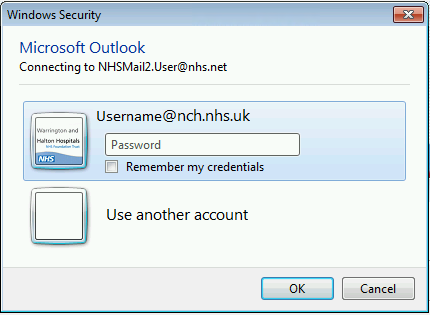 Windows Security
Microsoft Outlook
Connecting to NHSMail2.User@nhs.net
Username@nch.nhs.uk
Warrington and
Halton Hospitals
NHS Foundation Trust
NHS
Password
Remember my credentials
Use another account
OK
Cancel